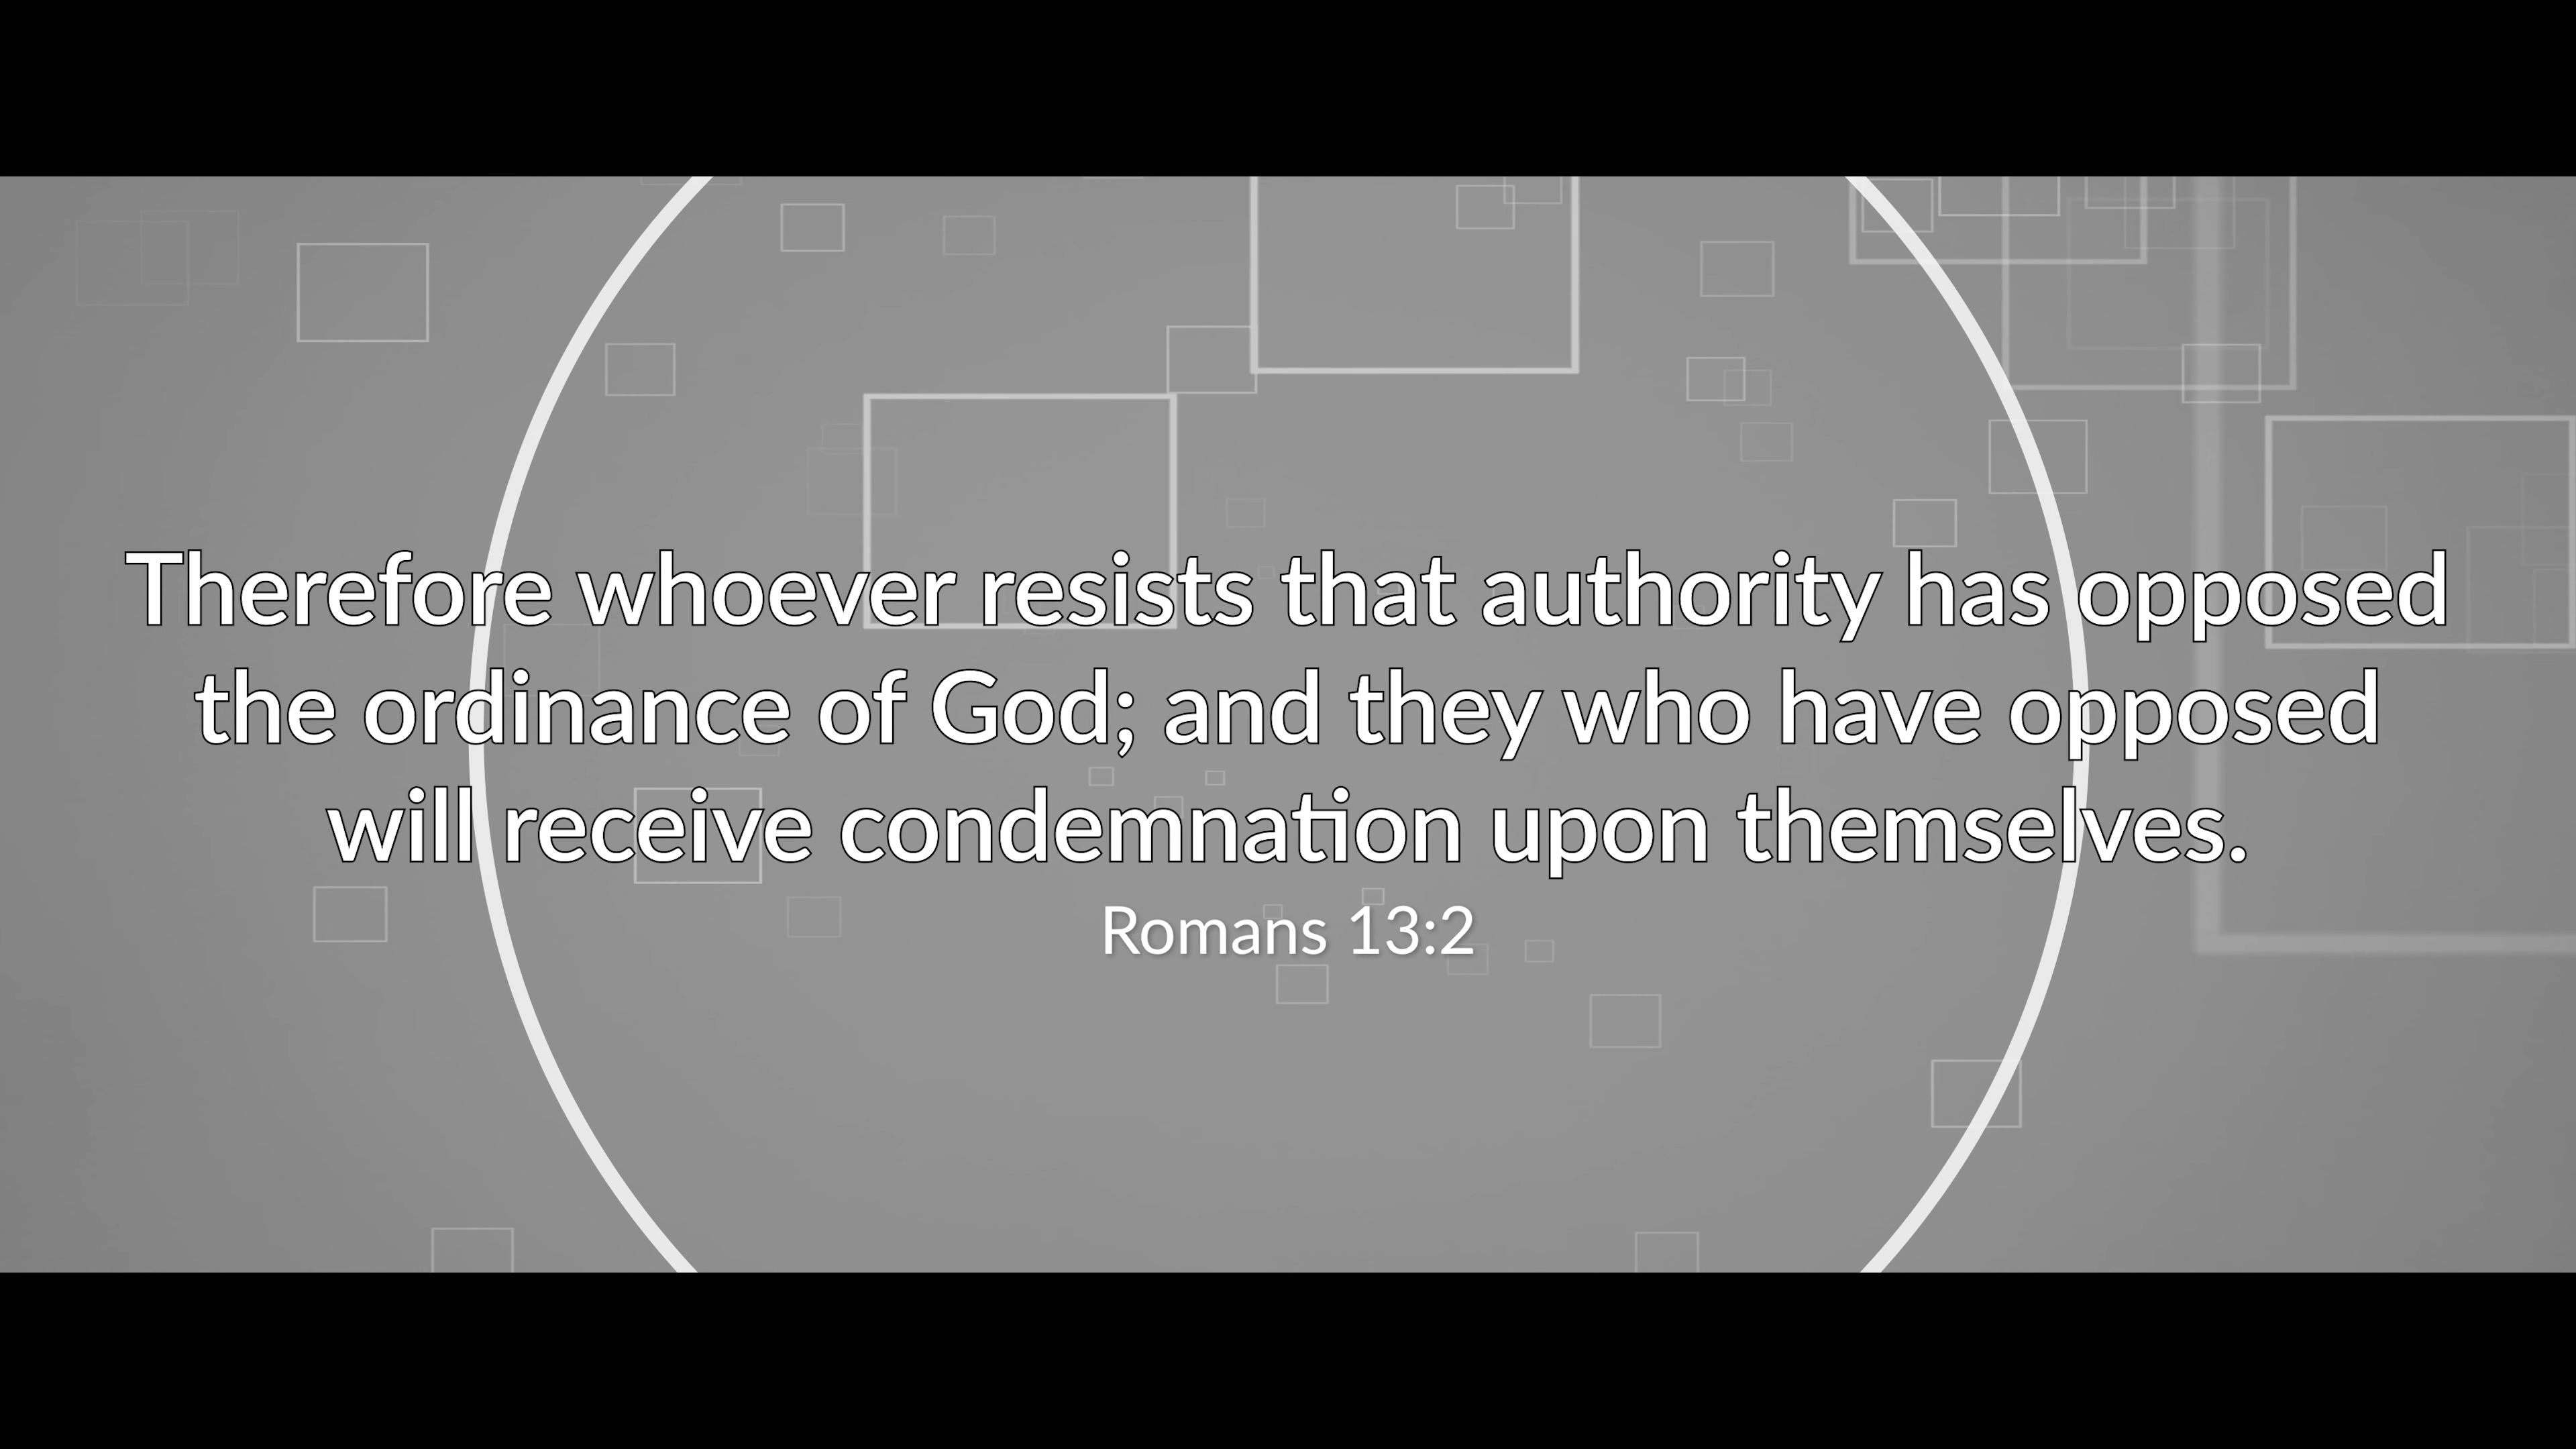 Therefore whoever resists that authority has opposed
the ordinance of God; and they who have opposed
will receive condemnation upon themselves.
Romans 13:2